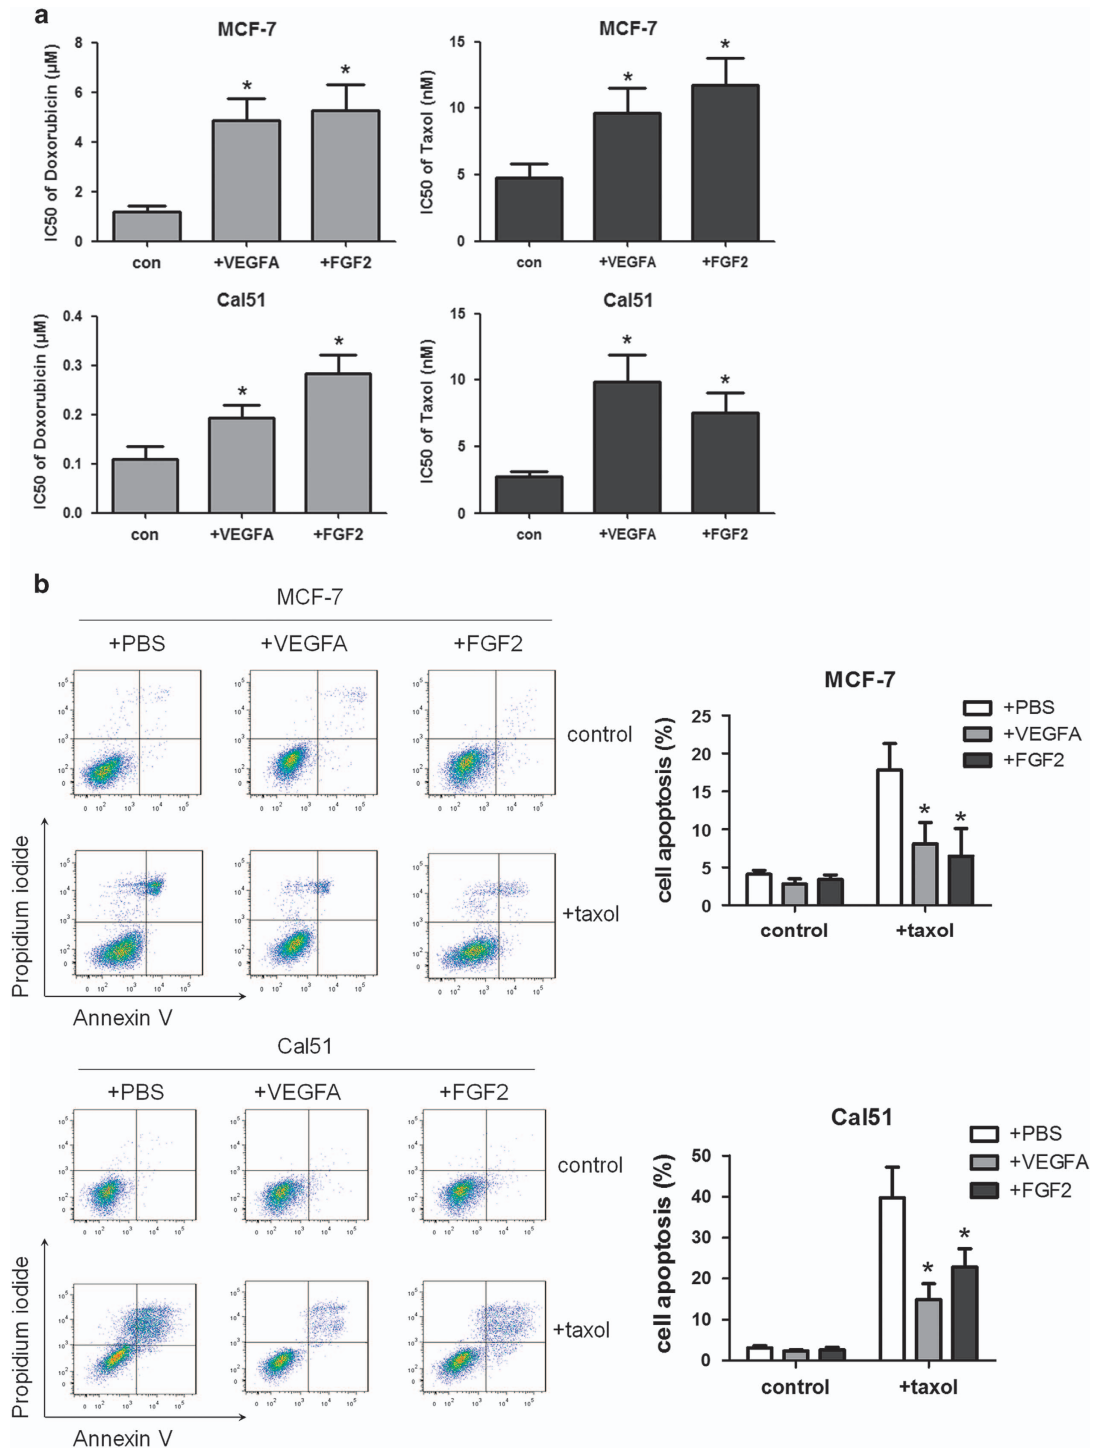 a
MCF-7
IC50 of Doxorubicin (µM)
8
6
4
2
0
*
*
con +VEGFA +FGF2
MCF-7
IC50 of Taxol (nM)
15
10
5
0
*
*
con +VEGFA +FGF2
Cal51
IC50 of Doxorubicin (µM)
0.4
0.3
0.2
0.1
0.0
*
*
con +VEGFA +FGF2
Cal51
IC50 of Taxol (nM)
15
10
5
0
*
*
con +VEGFA +FGF2
b
MCF-7
+PBS +VEGFA +FGF2
control
+taxol
Propidium iodide
Annexin V
MCF-7
+PBS
+VEGFA
+FGF2
cell apoptosis (%)
25
20
15
10
5
0
* *
control +taxol
Cal51
+PBS +VEGFA +FGF2
control
+taxol
Propidium iodide
Annexin V
Cal51
+PBS
+VEGFA
+FGF2
cell apoptosis (%)
50
40
30
20
10
0
* *
control +taxol